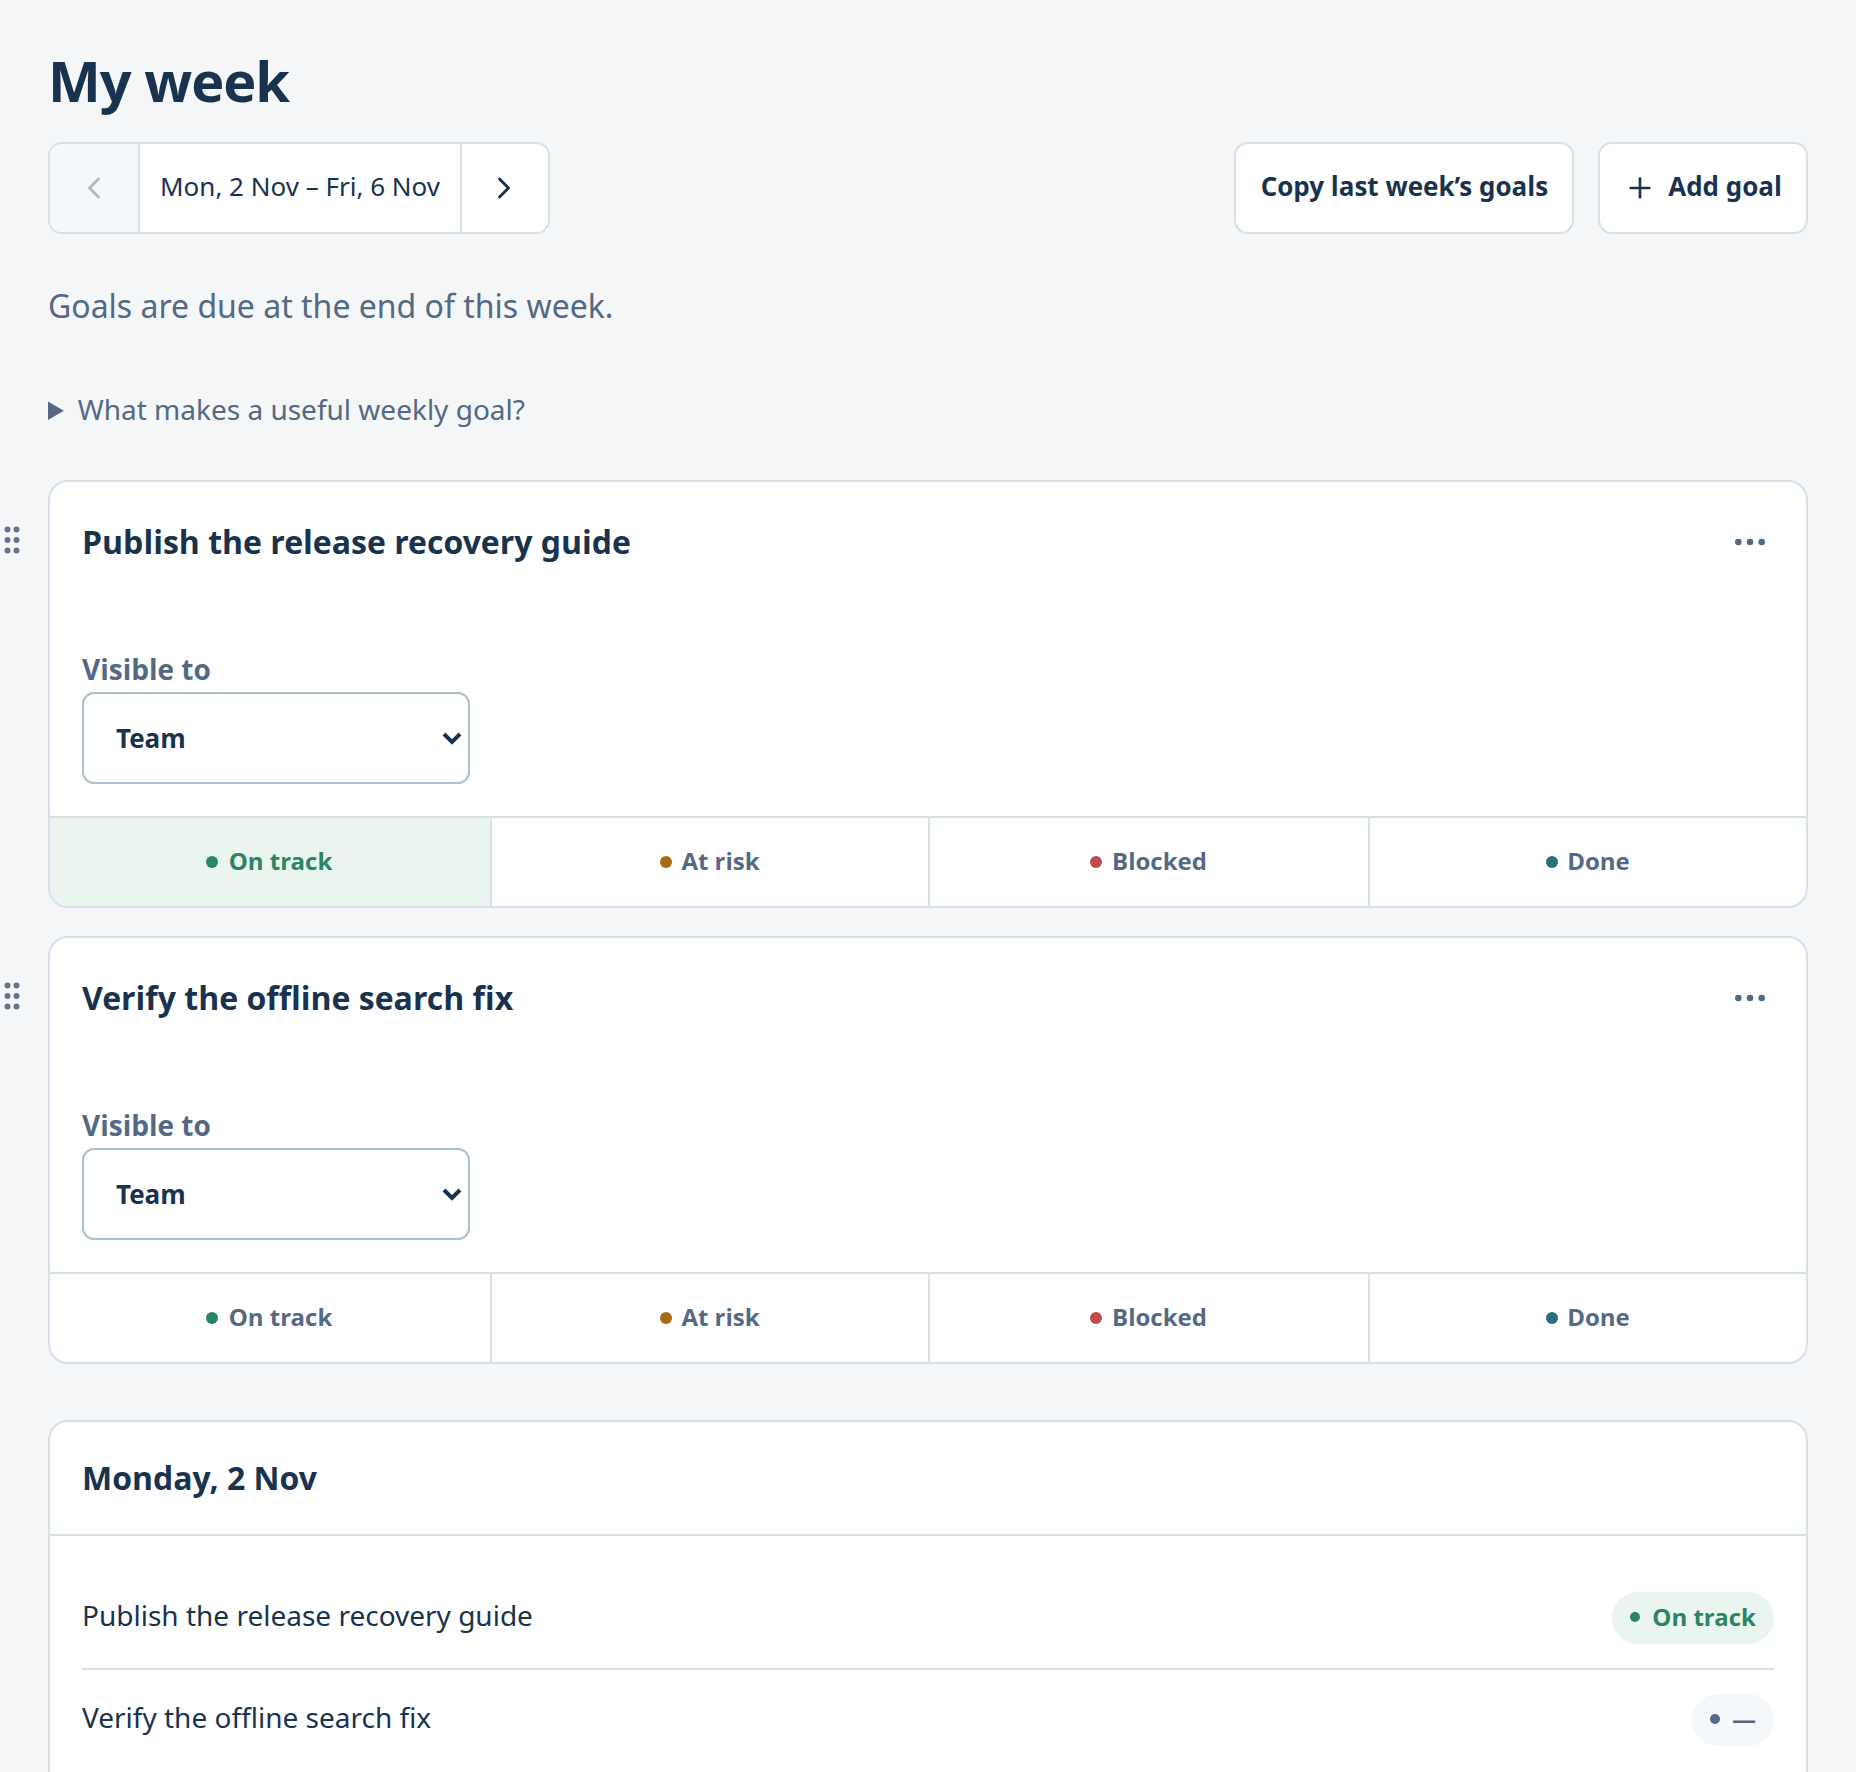 My week
Mon, 2 Nov – Fri, 6 Nov
Copy last week’s goals
Add goal
Goals are due at the end of this week.
What makes a useful weekly goal?
Publish the release recovery guide
Visible to
Team
On track
At risk
Blocked
Done
Verify the offline search fix
Visible to
Team
On track
At risk
Blocked
Done
Monday, 2 Nov
Publish the release recovery guide
On track
Verify the offline search fix
—